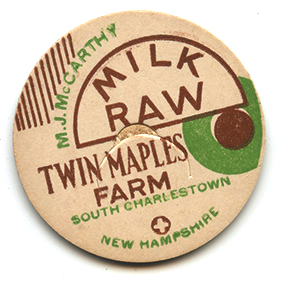 M.J. McCARTHY
MILK
RAW
TWIN MAPLES
FARM
SOUTH CHARLESTOWN
NEW HAMPSHIRE